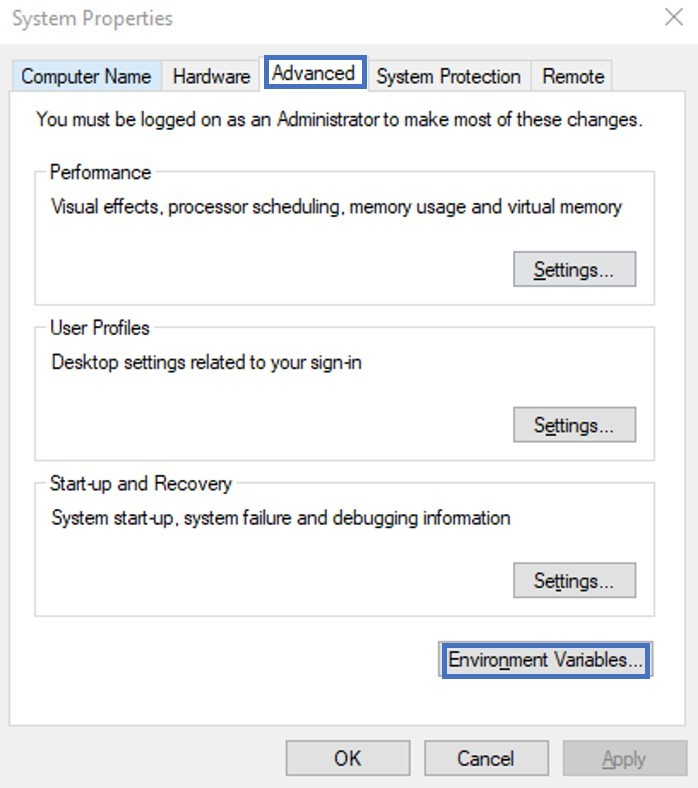 System Properties
Computer Name Hardware Advanced System Protection Remote
You must be logged on as an Administrator to make most of these changes.
Performance
Visual effects, processor scheduling, memory usage and virtual memory
Settings...
User Profiles
Desktop settings related to your sign-in
Settings...
Start-up and Recovery
System start-up, system failure and debugging information
Settings...
Environment Variables...
OK Cancel Apply